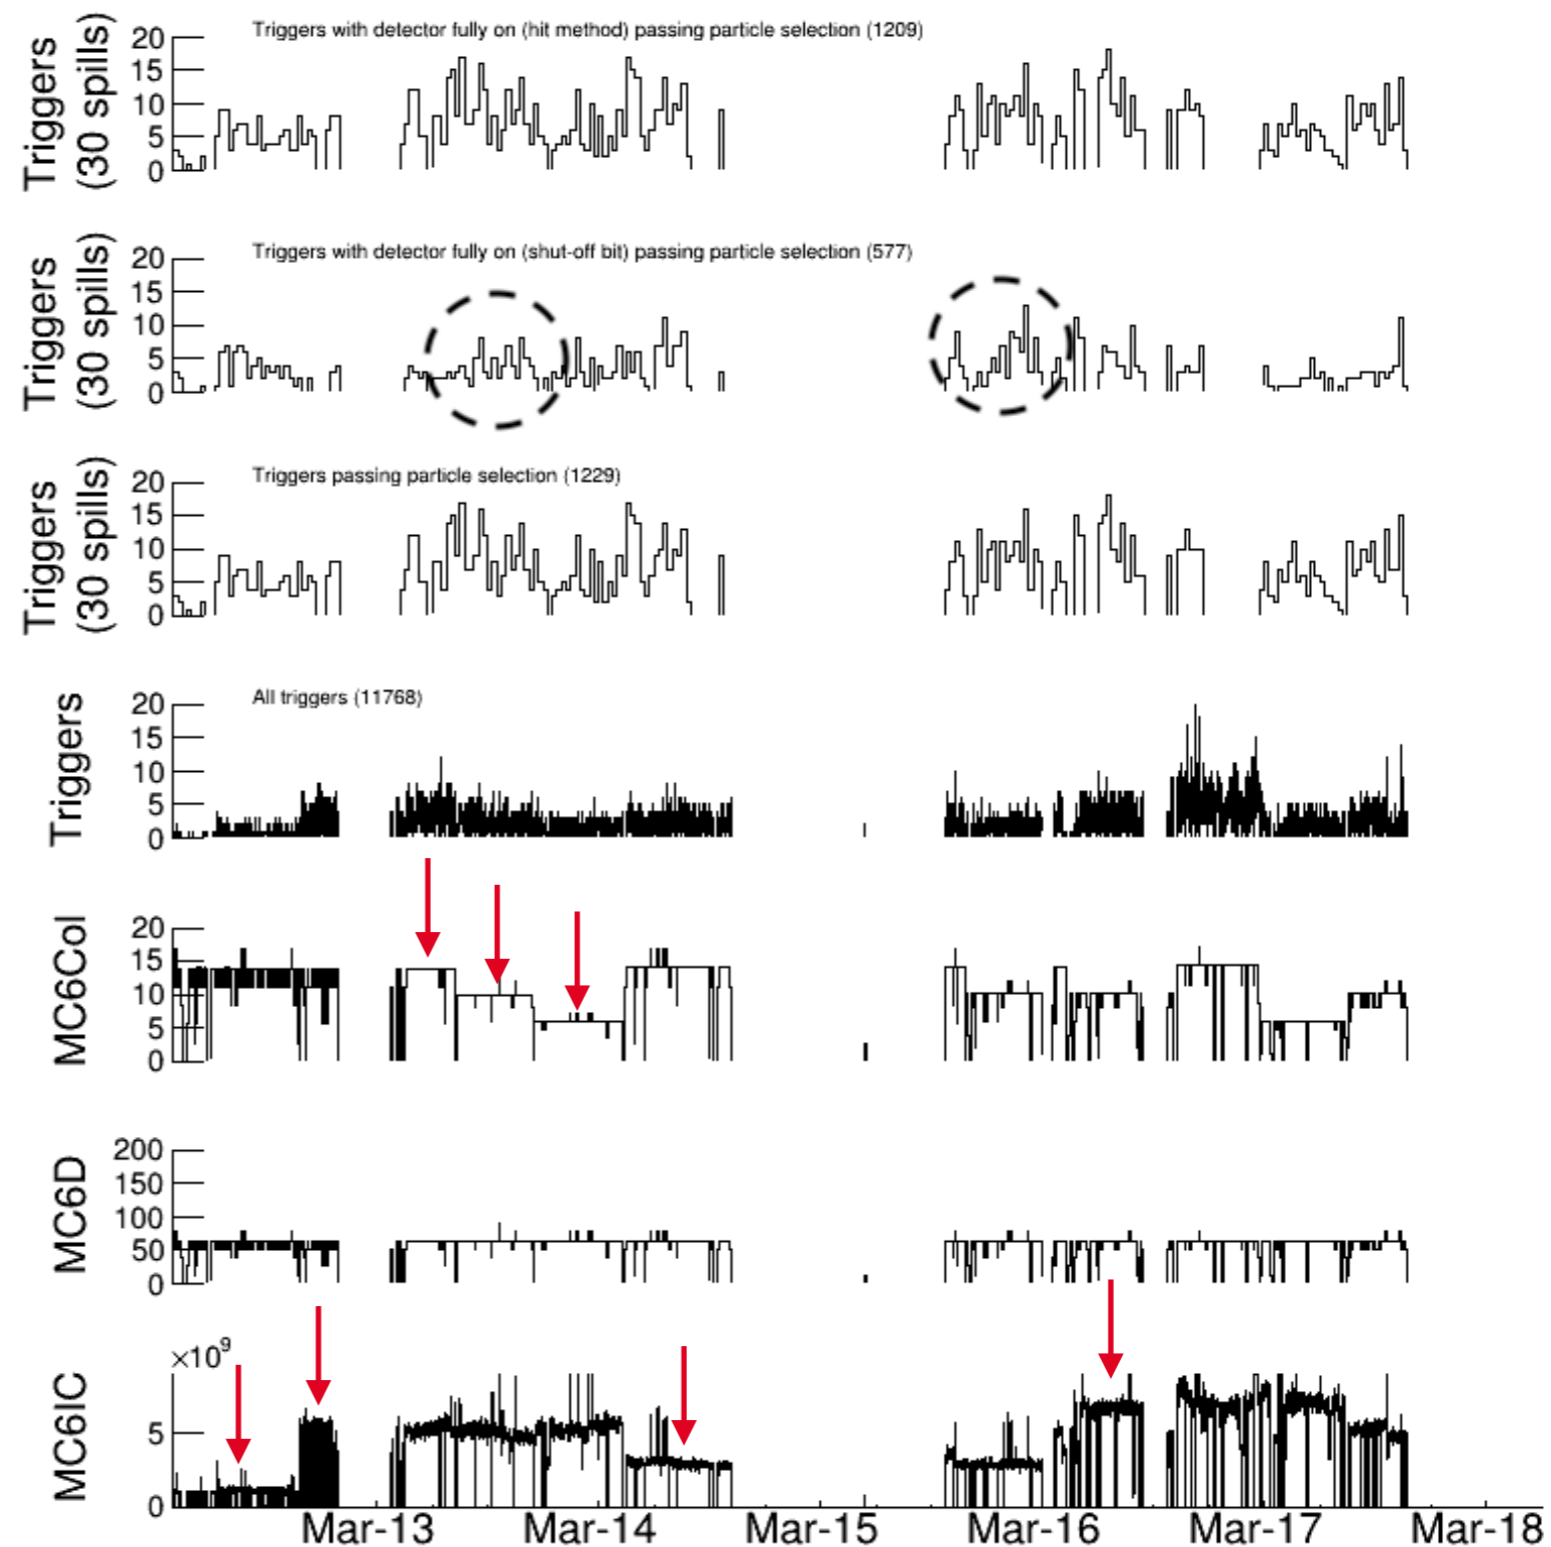 Triggers with detector fully on (hit method) passing particle selection (1209)
Triggers
(30 spills)
20
15
10
5
0
Triggers with detector fully on (shut-off bit) passing particle selection (577)
Triggers
(30 spills)
20
15
10
5
0
Triggers passing particle selection (1229)
Triggers
(30 spills)
20
15
10
5
0
All triggers (11768)
Triggers
20
15
10
5
0
MC6Col
20
15
10
5
0
MC6D
200
150
100
50
0
MC6IC
×10⁹
5
0
Mar-13 Mar-14 Mar-15 Mar-16 Mar-17 Mar-18